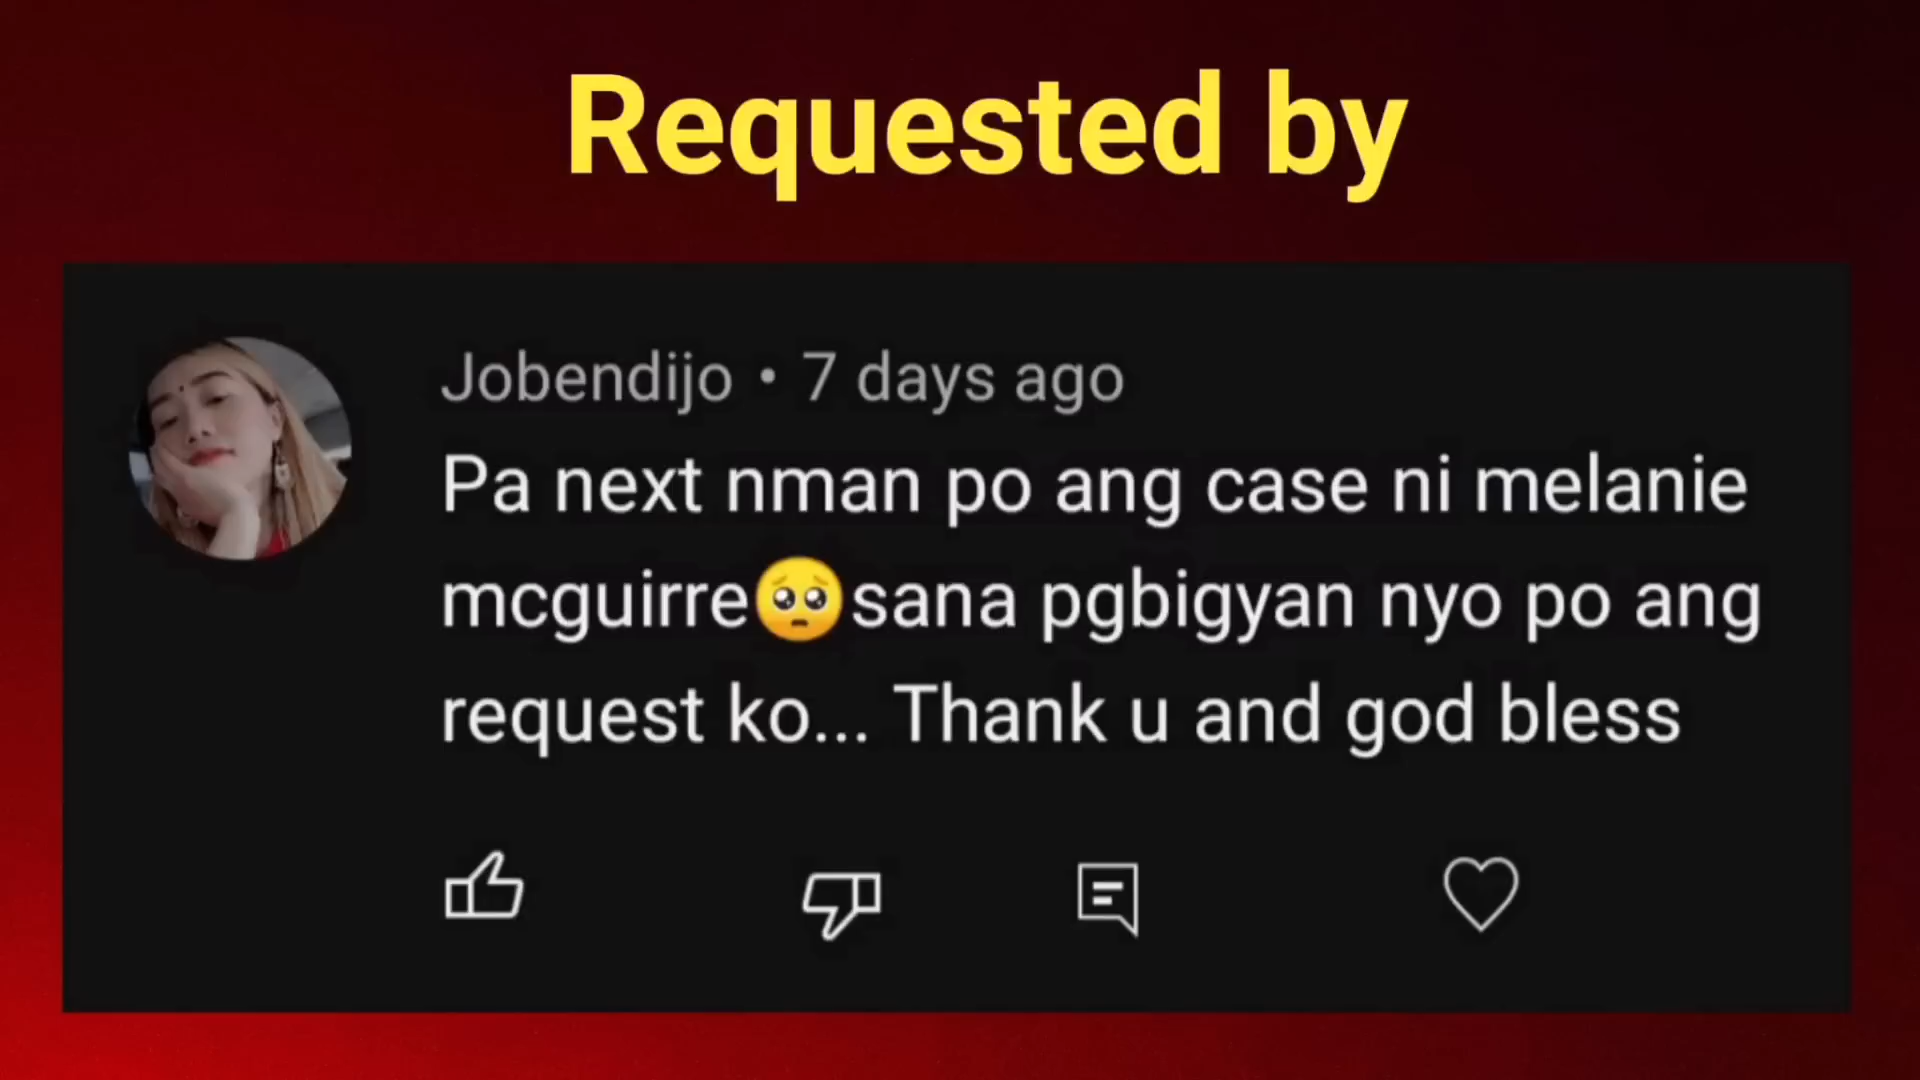 Requested by
Jobendijo • 7 days ago
Pa next nman po ang case ni melanie
mcguirre🥺sana pgbigyan nyo po ang
request ko... Thank u and god bless